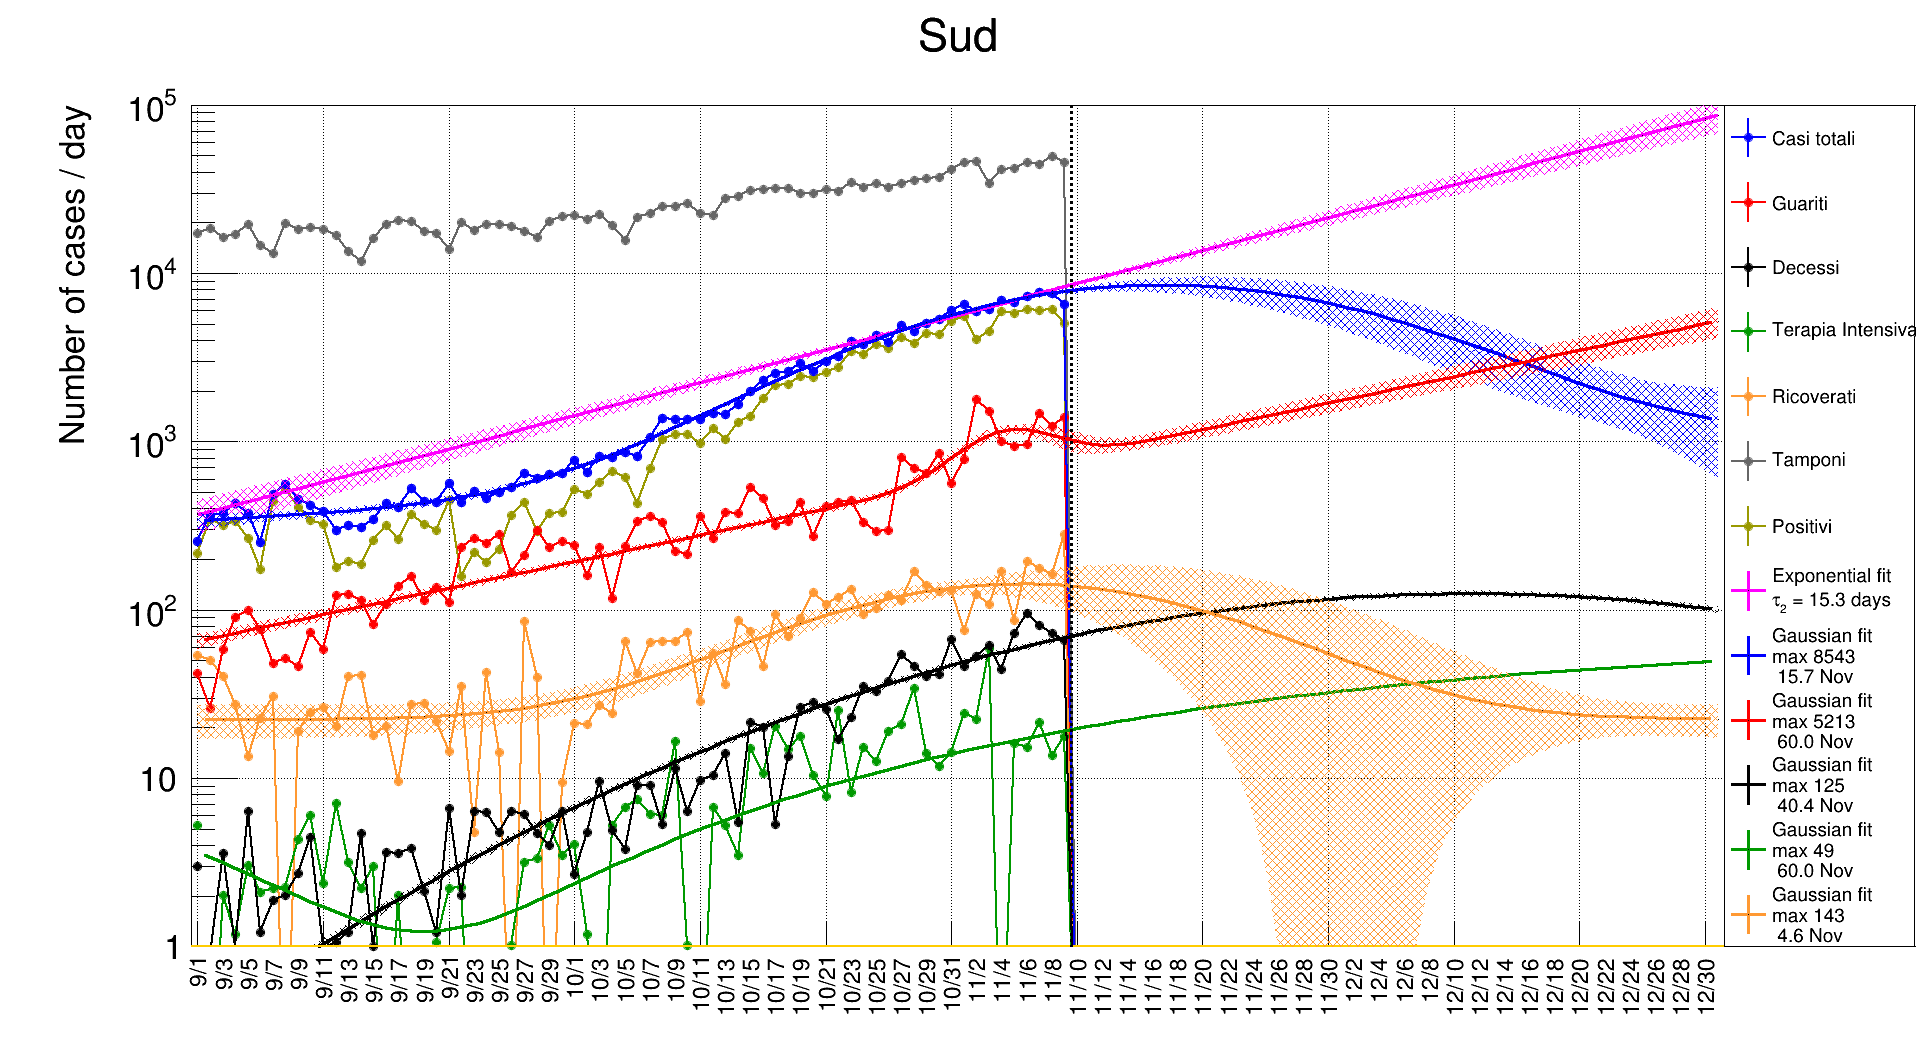 Sud
Number of cases / day
10^5
10^4
10^3
10^2
10
1
9/1
9/3
9/5
9/7
9/9
9/11
9/13
9/15
9/17
9/19
9/21
9/23
9/25
9/27
9/29
10/1
10/3
10/5
10/7
10/9
10/11
10/13
10/15
10/17
10/19
10/21
10/23
10/25
10/27
10/29
10/31
11/2
11/4
11/6
11/8
11/10
11/12
11/14
11/16
11/18
11/20
11/22
11/24
11/26
11/28
11/30
12/2
12/4
12/6
12/8
12/10
12/12
12/14
12/16
12/18
12/20
12/22
12/24
12/26
12/28
12/30
Casi totali
Guariti
Decessi
Terapia Intensiva
Ricoverati
Tamponi
Positivi
Exponential fit
τ2 = 15.3 days
Gaussian fit
max 8543
15.7 Nov
Gaussian fit
max 5213
60.0 Nov
Gaussian fit
max 125
40.4 Nov
Gaussian fit
max 49
60.0 Nov
Gaussian fit
max 143
4.6 Nov